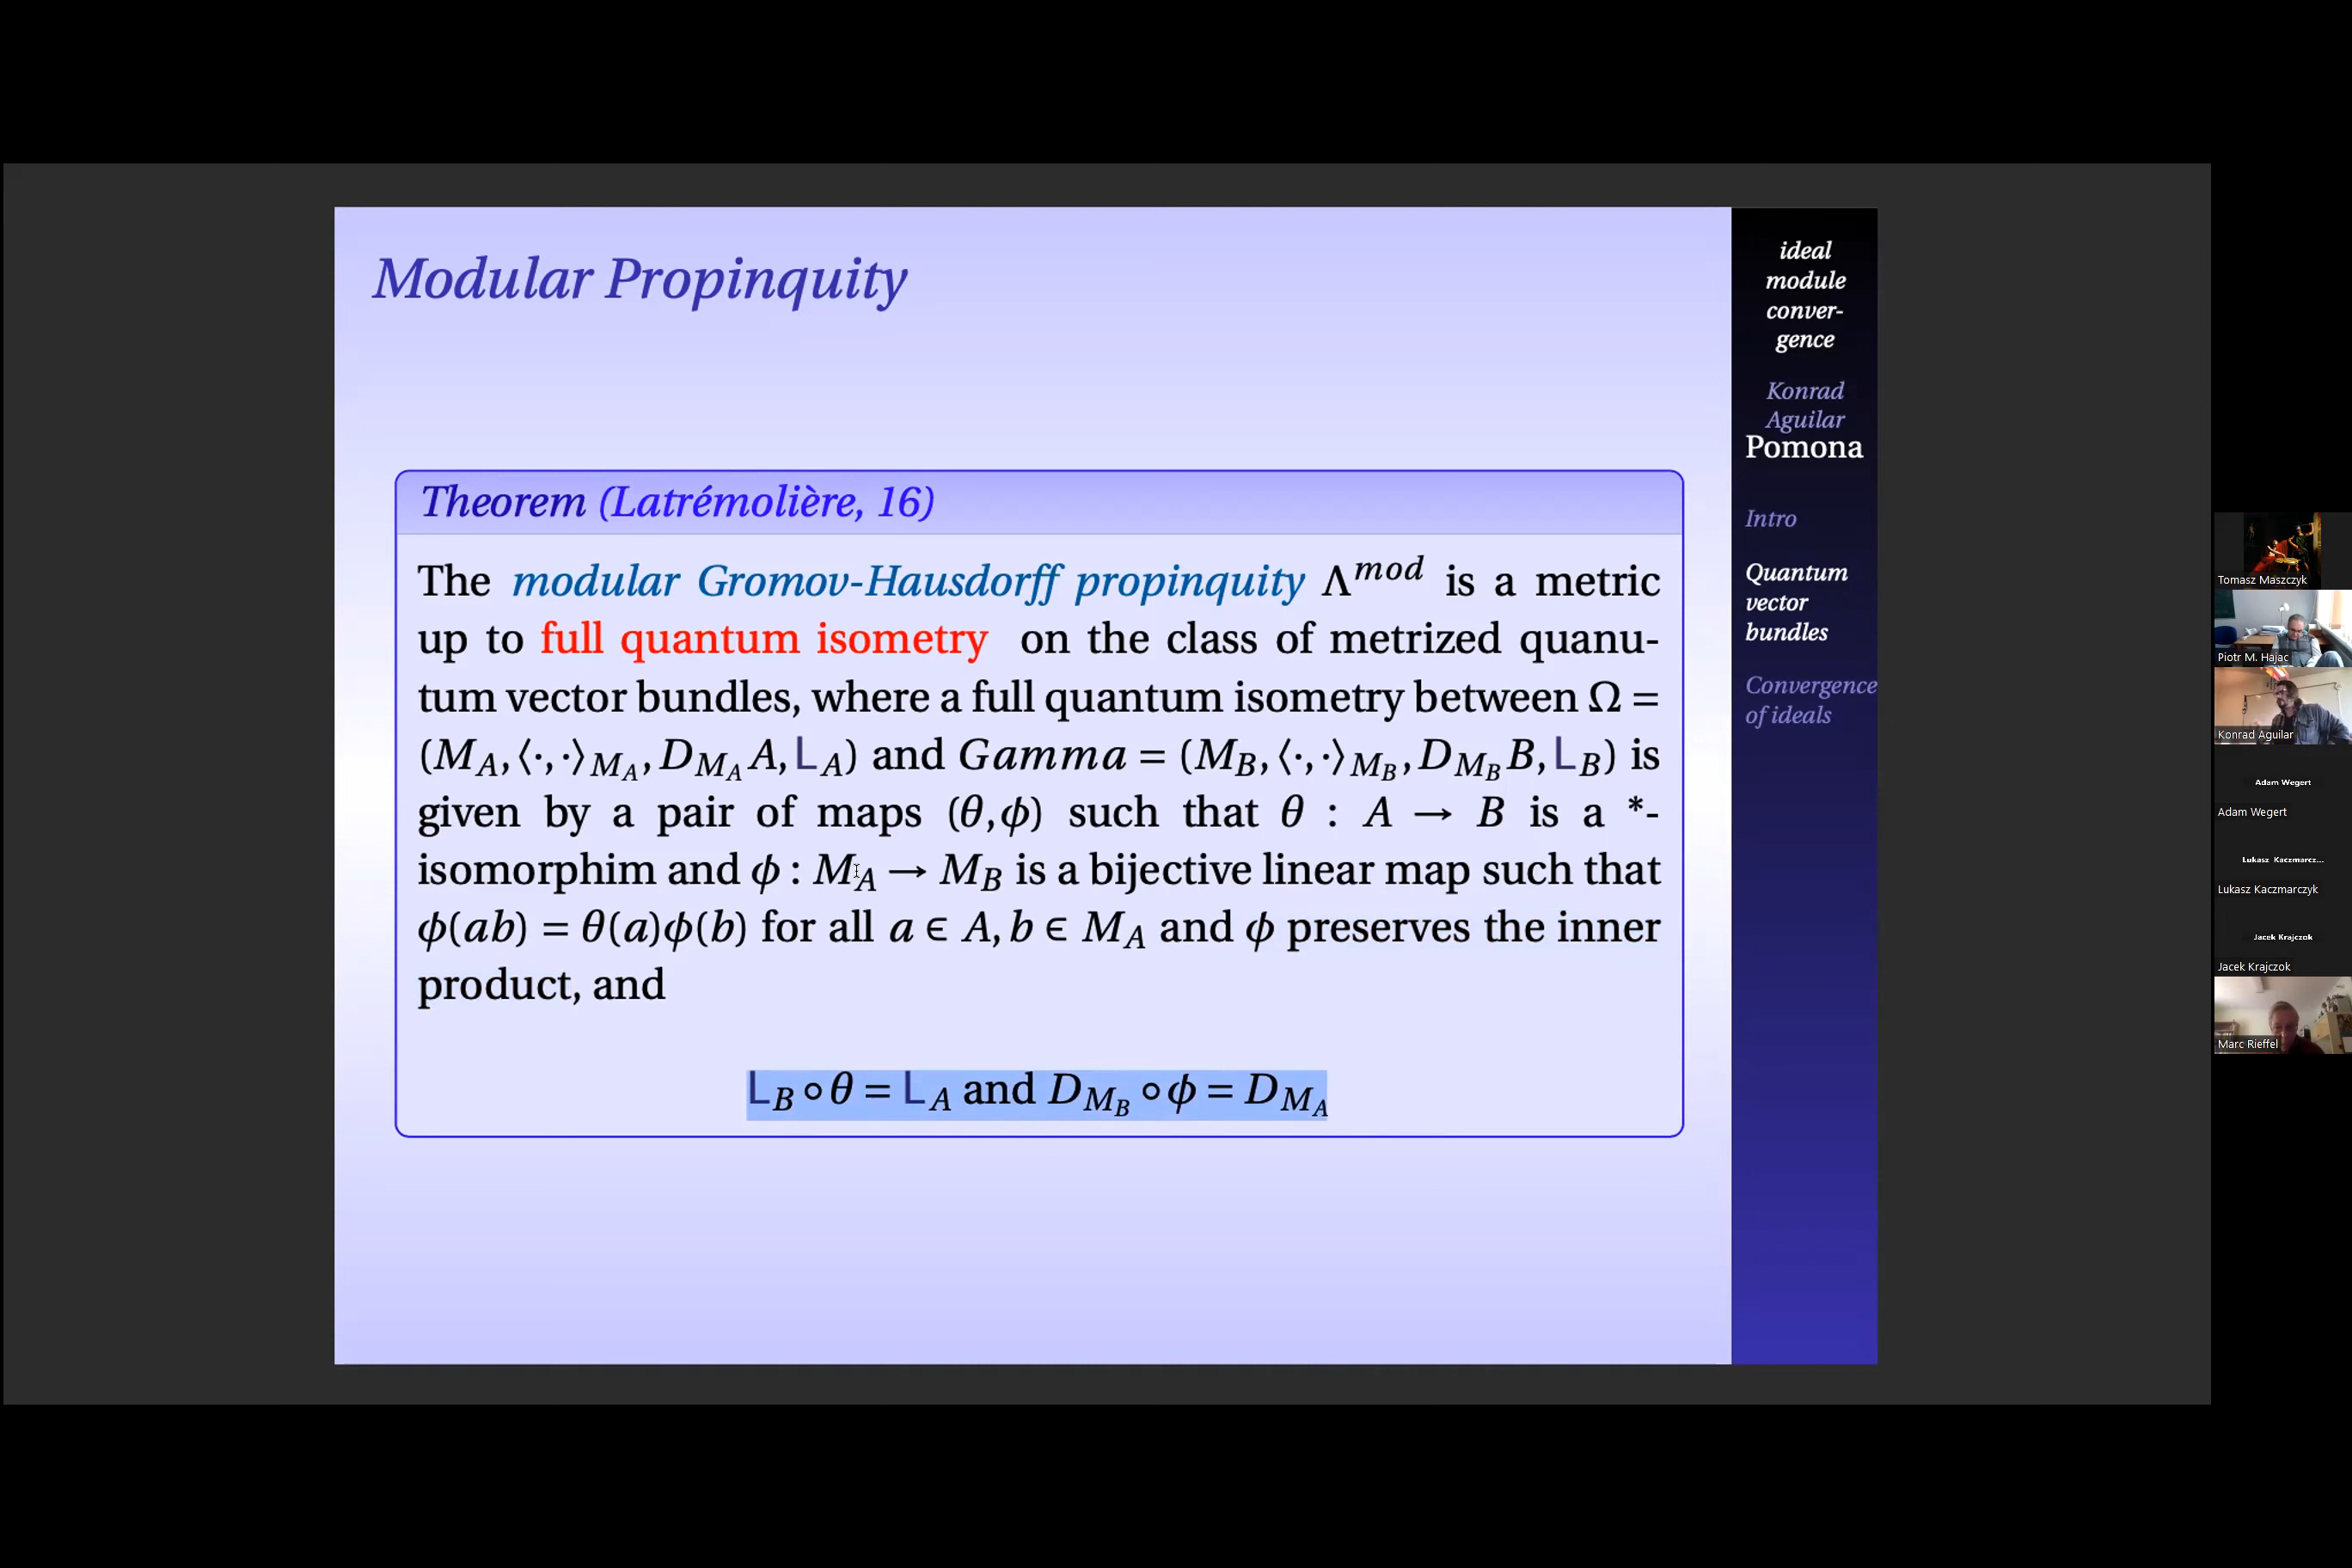 Modular Propinquity
Theorem (Latrémolière, 16)
The modular Gromov-Hausdorff propinquity Λ^{mod} is a metric
up to full quantum isometry on the class of metrized quanu-
tum vector bundles, where a full quantum isometry between Ω =
(M_A, ⟨·,·⟩_{M_A}, D_{M_A} A, L_A) and Gamma = (M_B, ⟨·,·⟩_{M_B}, D_{M_B} B, L_B) is
given by a pair of maps (θ,ϕ) such that θ : A → B is a *-
isomorphim and ϕ : M_A → M_B is a bijective linear map such that
ϕ(ab) = θ(a)ϕ(b) for all a ∈ A, b ∈ M_A and ϕ preserves the inner
product, and
L_B ∘ θ = L_A and D_{M_B} ∘ ϕ = D_{M_A}
ideal
module
conver-
gence
Konrad
Aguilar
Pomona
Intro
Quantum
vector
bundles
Convergence
of ideals
Tomasz Maszczyk
Piotr M. Hajac
Konrad Aguilar
Adam Wegert
Adam Wegert
Lukasz Kaczmarcz...
Lukasz Kaczmarczyk
Jacek Krajczok
Jacek Krajczok
Marc Rieffel